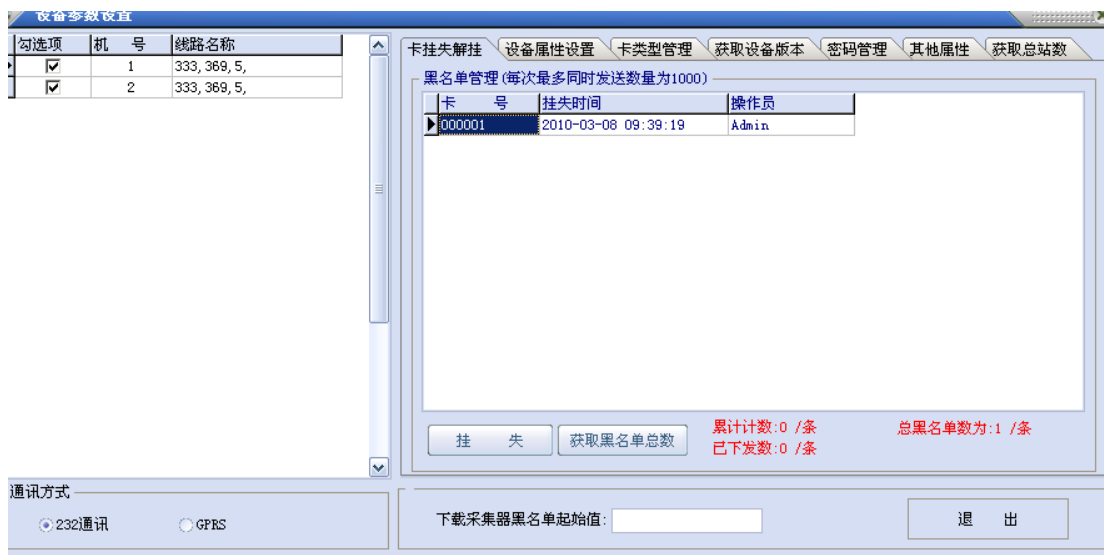 设备参数设置
勾选项 机 号 线路名称
1 333, 369, 5,
2 333, 369, 5,
卡挂失解挂 设备属性设置 卡类型管理 获取设备版本 密码管理 其他属性 获取总站数
黑名单管理(每次最多同时发送数量为1000)
卡 号 挂失时间 操作员
000001 2010-03-08 09:39:19 Admin
挂 失 获取黑名单总数
累计计数:0 /条 总黑名单数为:1 /条
已下发数:0 /条
通讯方式
232通讯 GPRS
下载采集器黑名单起始值:
退 出